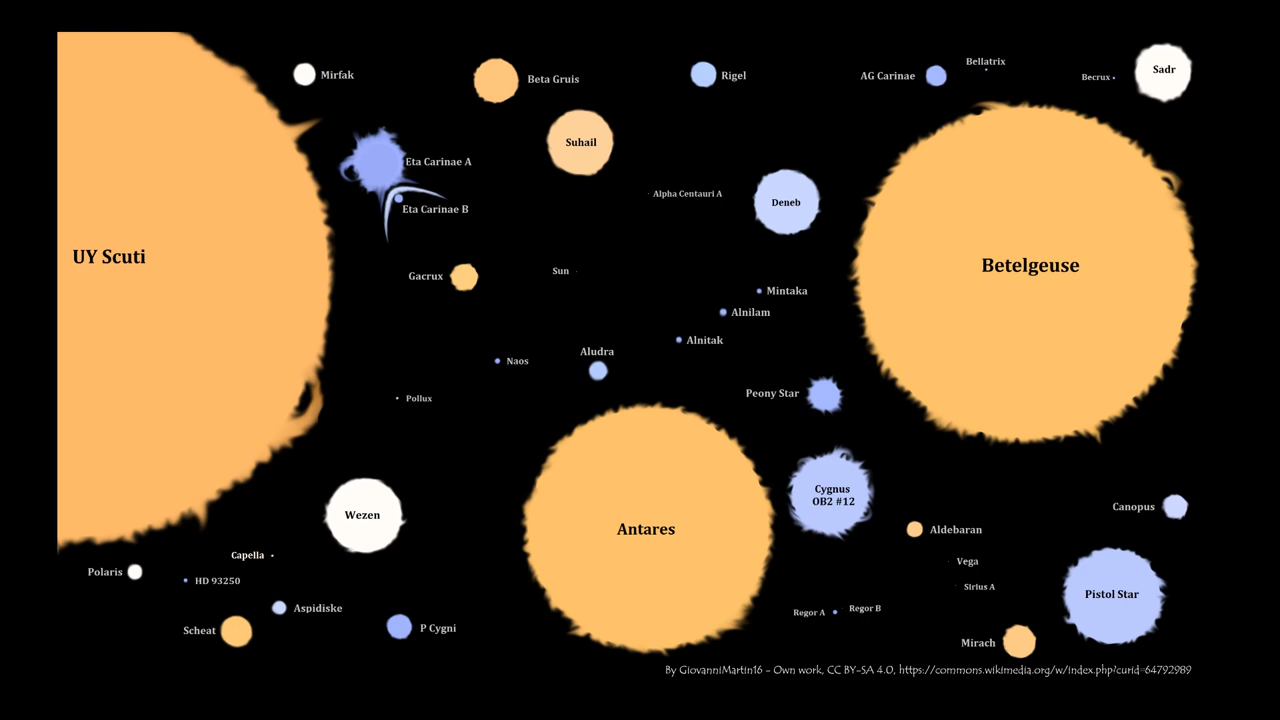 Mirfak
Beta Gruis
Rigel
AG Carinae
Bellatrix
Becrux
Sadr
Suhail
Eta Carinae A
Alpha Centauri A
Deneb
Eta Carinae B
UY Scuti
Betelgeuse
Gacrux
Sun
Mintaka
Alnilam
Alnitak
Aludra
Naos
Peony Star
Pollux
Cygnus
OB2 #12
Canopus
Wezen
Antares
Aldebaran
Capella
Vega
Polaris
HD 93250
Sirius A
Pistol Star
Aspidiske
Regor A
Regor B
Scheat
P Cygni
Mirach
By GiovanniMartin16 - Own work, CC BY-SA 4.0, https://commons.wikimedia.org/w/index.php?curid=64792989